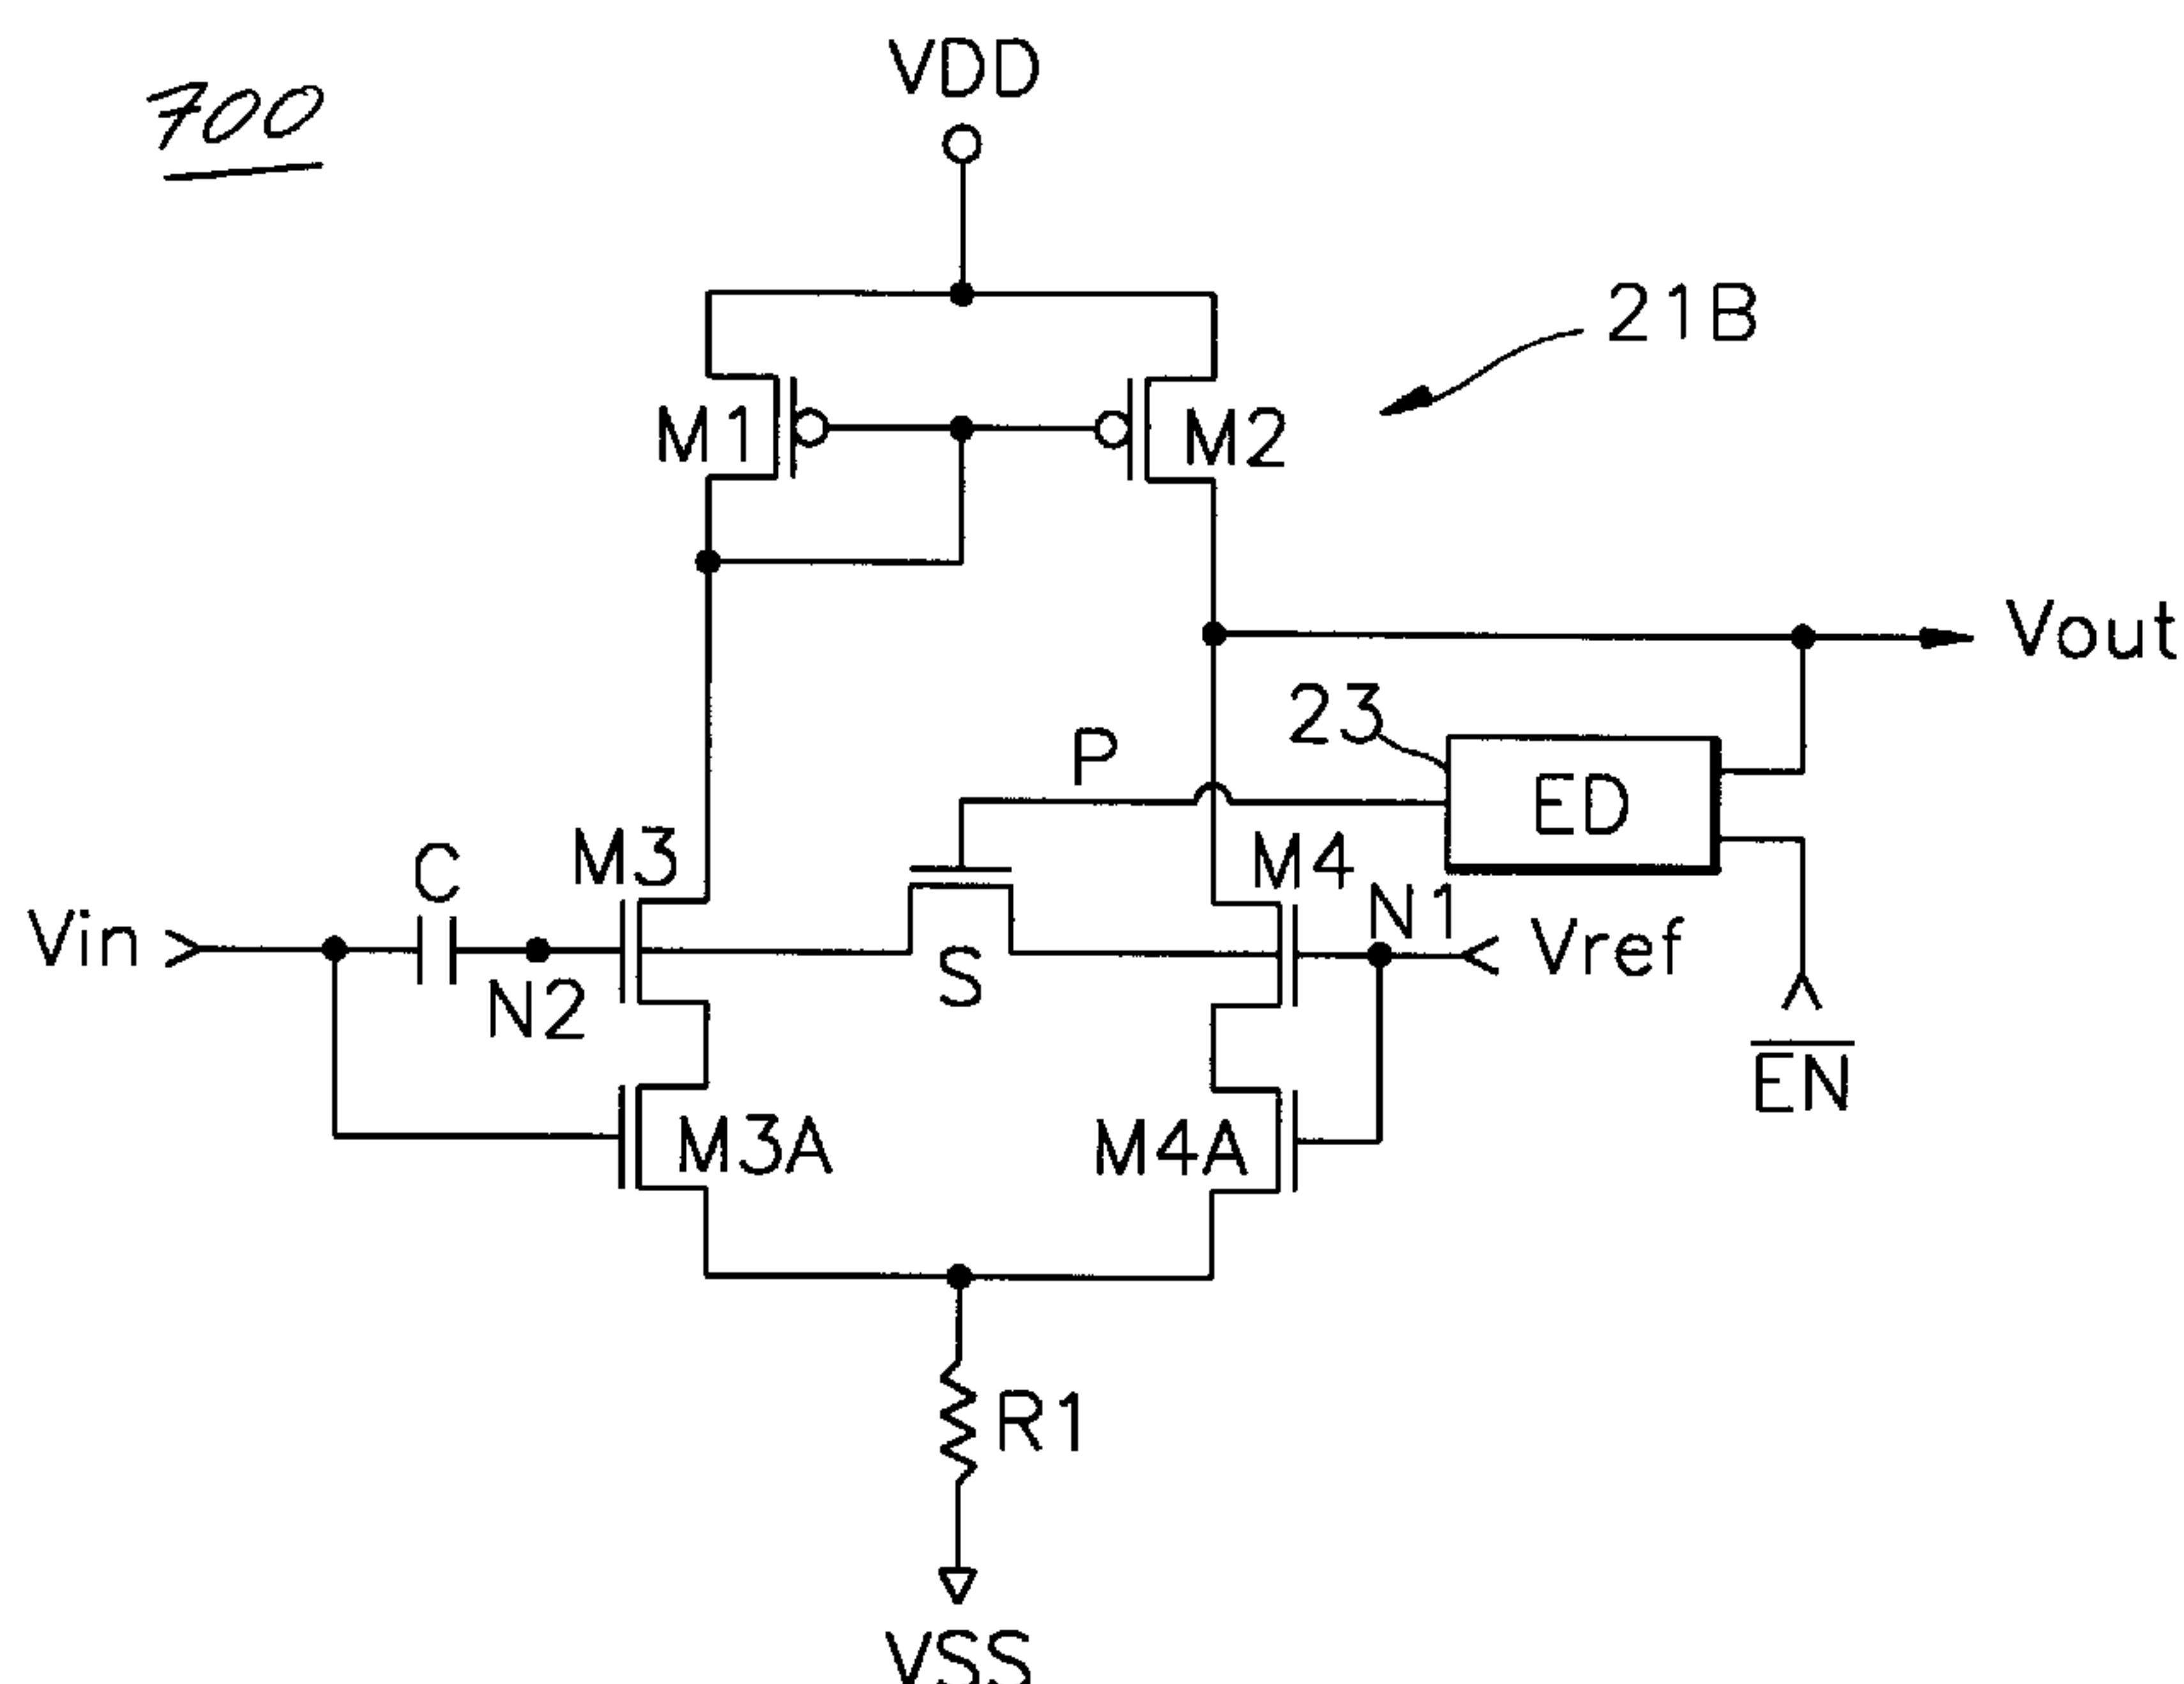 VDD
700
21B
M1
M2
Vout
23
P
ED
M3
M4
C
N1
Vin
Vref
S
N2
EN
M3A
M4A
R1
VSS